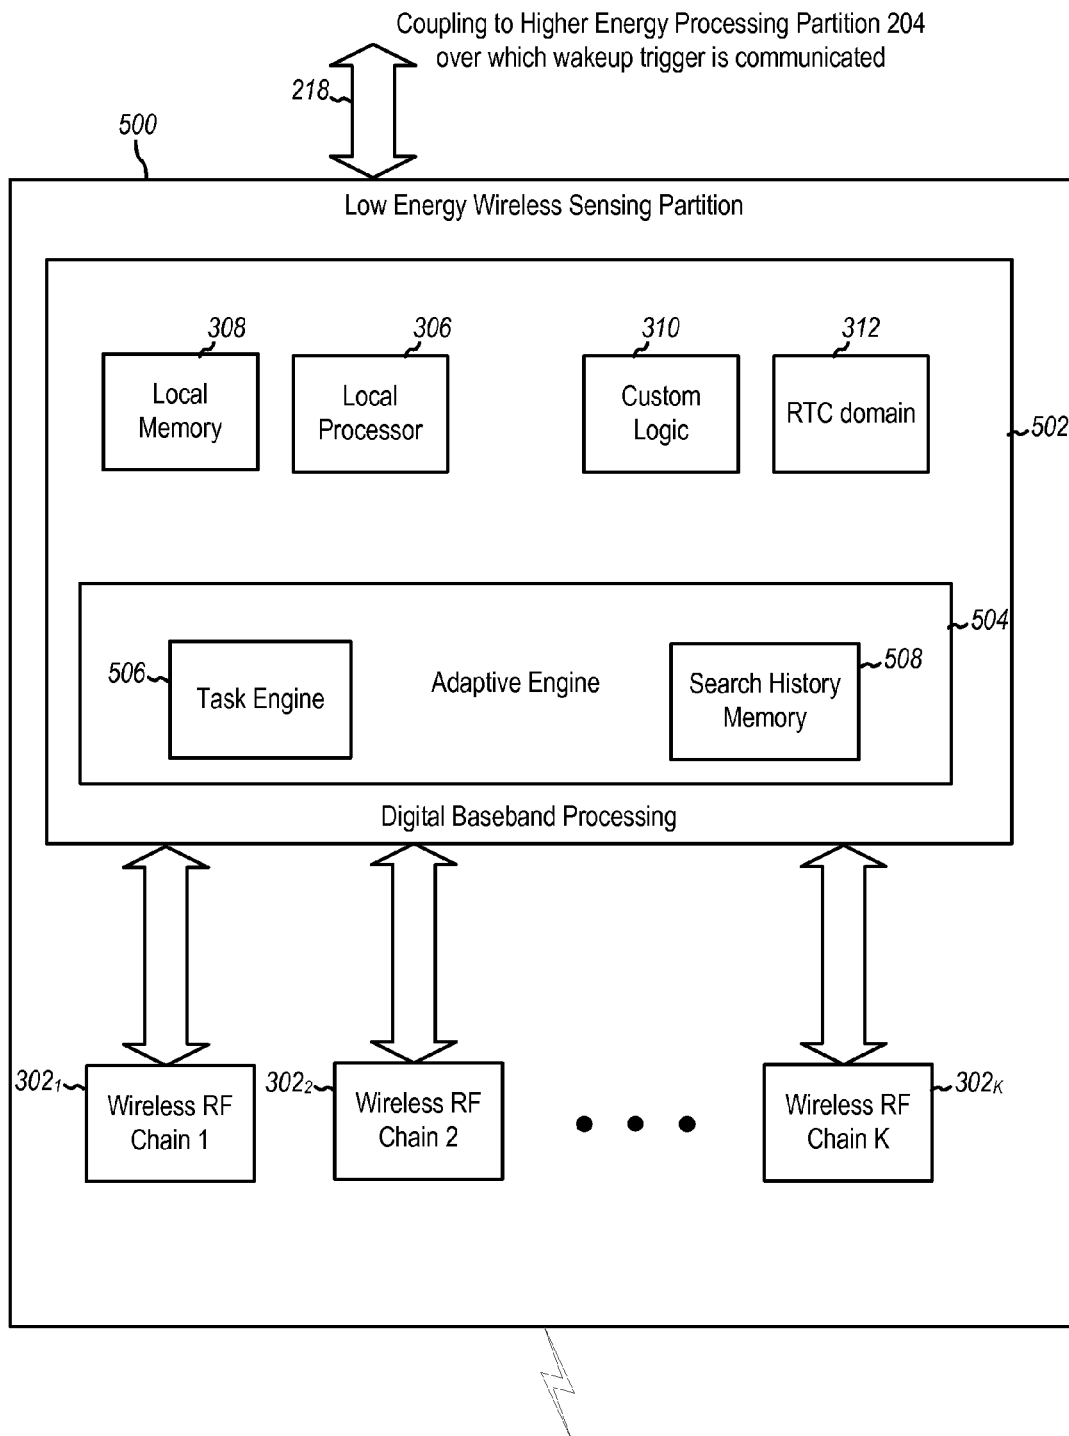 Coupling to Higher Energy Processing Partition 204
over which wakeup trigger is communicated
218
500
Low Energy Wireless Sensing Partition
308
306
310
312
Local
Memory
Local
Processor
Custom
Logic
RTC domain
502
504
506
508
Task Engine
Adaptive Engine
Search History
Memory
Digital Baseband Processing
302₁
302₂
302ₖ
Wireless RF
Chain 1
Wireless RF
Chain 2
Wireless RF
Chain K